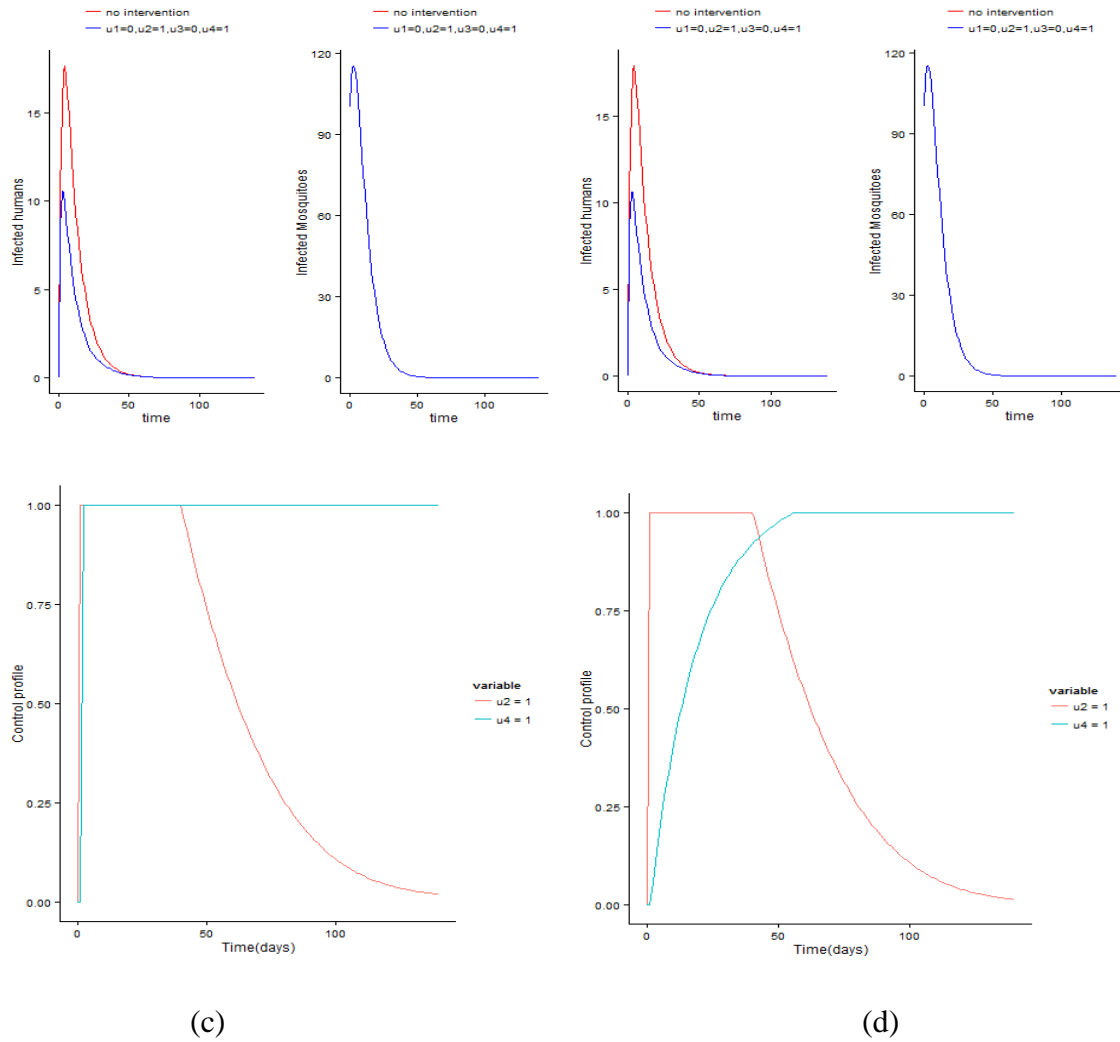 no intervention
u1=0,u2=1,u3=0,u4=1
Infected humans
15
10
5
0
0
50
100
time
no intervention
u1=0,u2=1,u3=0,u4=1
Infected Mosquitoes
120
90
60
30
0
0
50
100
time
no intervention
u1=0,u2=1,u3=0,u4=1
Infected humans
15
10
5
0
0
50
100
time
no intervention
u1=0,u2=1,u3=0,u4=1
Infected Mosquitoes
120
90
60
30
0
0
50
100
time
Control profile
1.00
0.75
0.50
0.25
0.00
0
50
100
Time(days)
variable
u2 = 1
u4 = 1
(c)
Control profile
1.00
0.75
0.50
0.25
0.00
0
50
100
Time(days)
variable
u2 = 1
u4 = 1
(d)